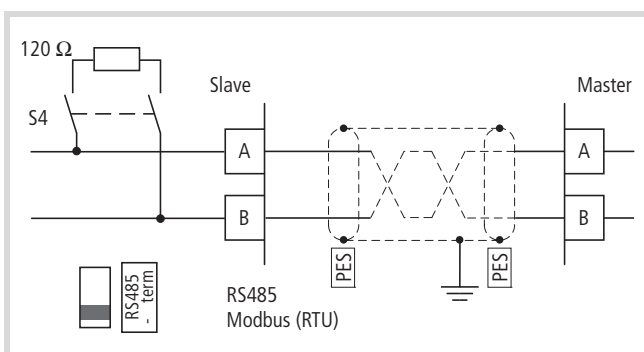 120 Ω
Slave
Master
S4
A
A
B
B
PES
PES
RS485
- term
RS485
Modbus (RTU)